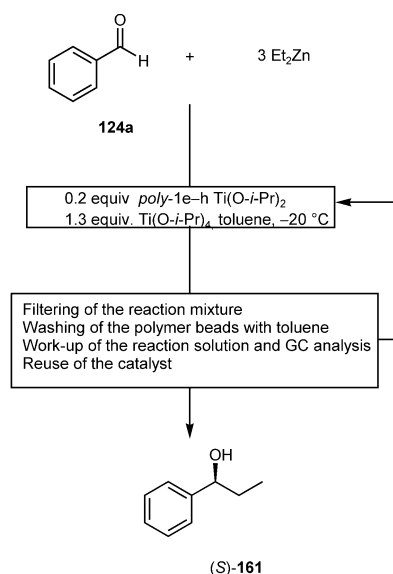 O
H
+
3 Et2Zn
124a
0.2 equiv poly-1e–h Ti(O-i-Pr)2
1.3 equiv. Ti(O-i-Pr)4, toluene, –20 °C
Filtering of the reaction mixture
Washing of the polymer beads with toluene
Work-up of the reaction solution and GC analysis
Reuse of the catalyst
OH
(S)-161